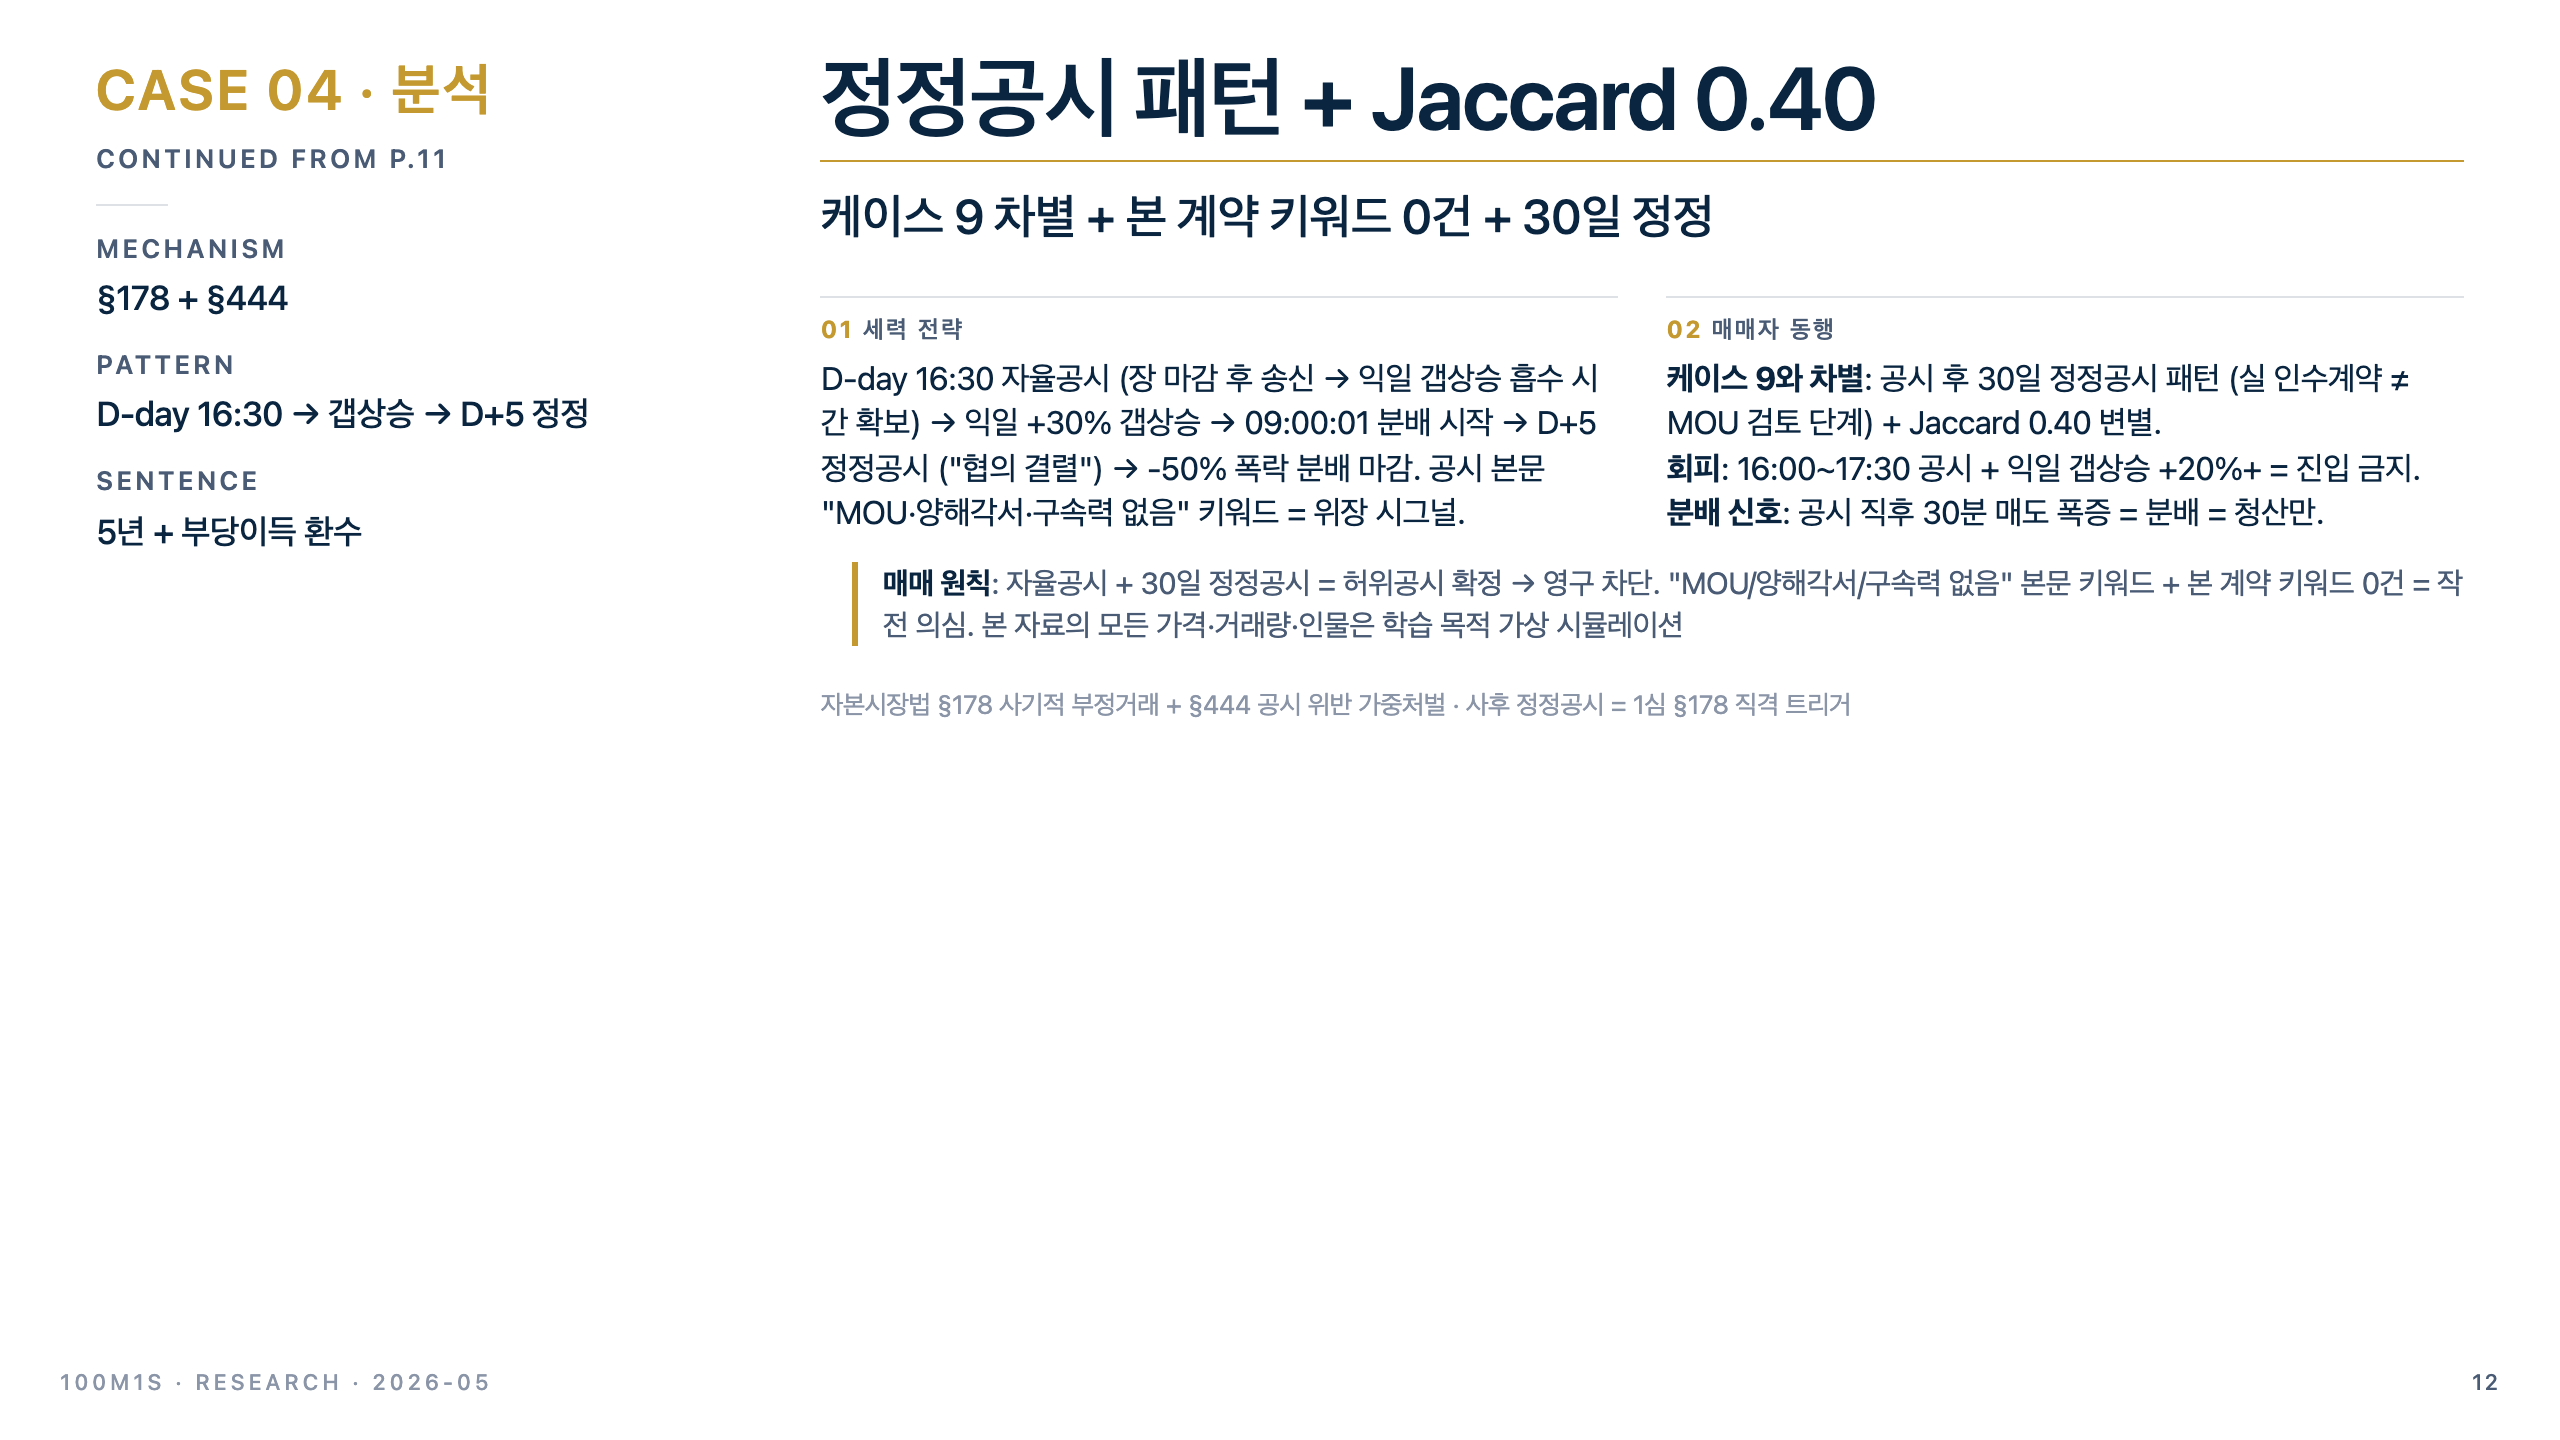 CASE 04 · 분석
CONTINUED FROM P.11
MECHANISM
§178 + §444
PATTERN
D-day 16:30 → 갭상승 → D+5 정정
SENTENCE
5년 + 부당이득 환수
정정공시 패턴 + Jaccard 0.40
케이스 9 차별 + 본 계약 키워드 0건 + 30일 정정
01 세력 전략
D-day 16:30 자율공시 (장 마감 후 송신 → 익일 갭상승 흡수 시
간 확보) → 익일 +30% 갭상승 → 09:00:01 분배 시작 → D+5
정정공시 ("협의 결렬") → -50% 폭락 분배 마감. 공시 본문
"MOU·양해각서·구속력 없음" 키워드 = 위장 시그널.
02 매매자 동행
케이스 9와 차별: 공시 후 30일 정정공시 패턴 (실 인수계약 ≠
MOU 검토 단계) + Jaccard 0.40 변별.
회피: 16:00~17:30 공시 + 익일 갭상승 +20%+ = 진입 금지.
분배 신호: 공시 직후 30분 매도 폭증 = 분배 = 청산만.
매매 원칙: 자율공시 + 30일 정정공시 = 허위공시 확정 → 영구 차단. "MOU/양해각서/구속력 없음" 본문 키워드 + 본 계약 키워드 0건 = 작
전 의심. 본 자료의 모든 가격·거래량·인물은 학습 목적 가상 시뮬레이션
자본시장법 §178 사기적 부정거래 + §444 공시 위반 가중처벌 · 사후 정정공시 = 1심 §178 직격 트리거
100M1S · RESEARCH · 2026-05
12